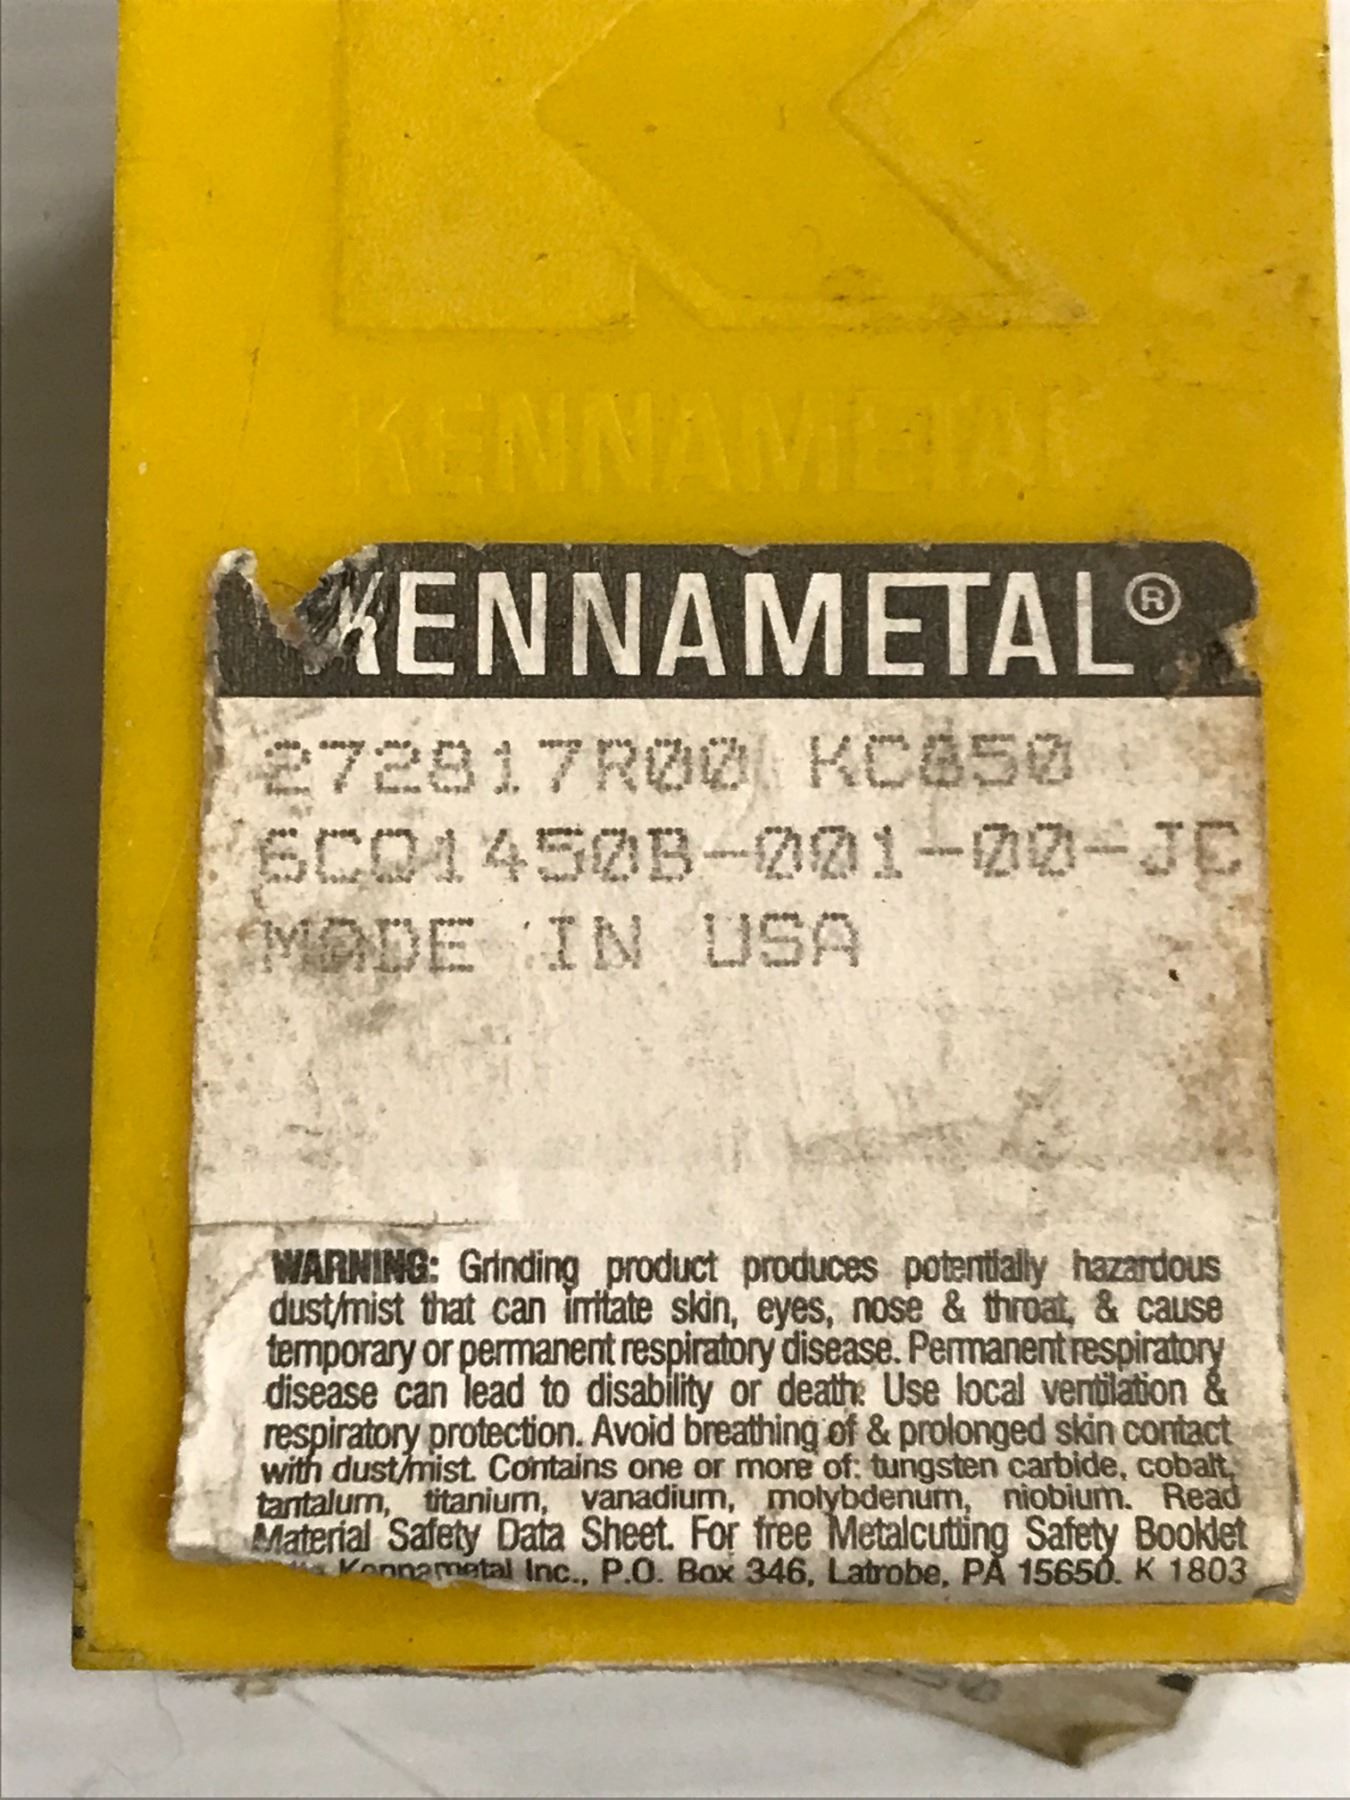 KENNAMETAL
KENNAMETAL®
272817R00 KC850
6CQ1450B-001-00-JC
MADE IN USA
WARNING: Grinding product produces potentially hazardous
dust/mist that can irritate skin, eyes, nose & throat, & cause
temporary or permanent respiratory disease. Permanent respiratory
disease can lead to disability or death. Use local ventilation &
respiratory protection. Avoid breathing of & prolonged skin contact
with dust/mist. Contains one or more of: tungsten carbide, cobalt,
tantalum, titanium, vanadium, molybdenum, niobium. Read
Material Safety Data Sheet. For free Metalcutting Safety Booklet
Kennametal Inc., P.O. Box 346, Latrobe, PA 15650. K 1803